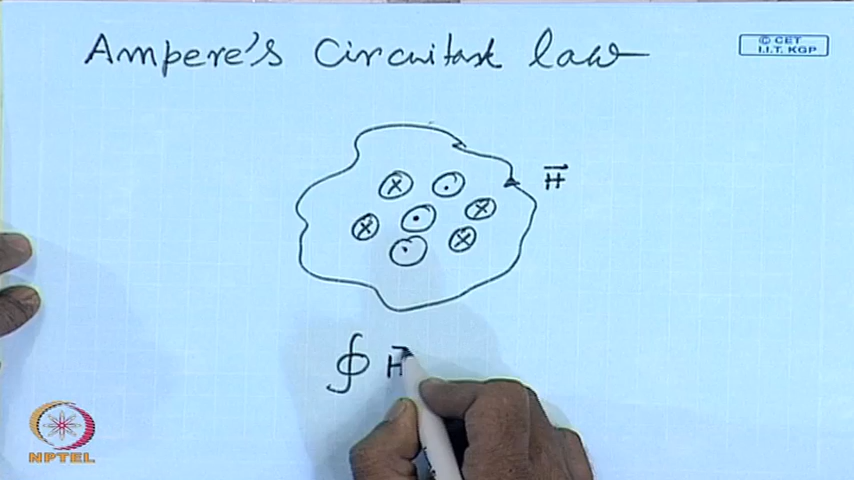 Ampere's Circuital law
© CET
I.I.T. KGP
H
∮ H
NPTEL